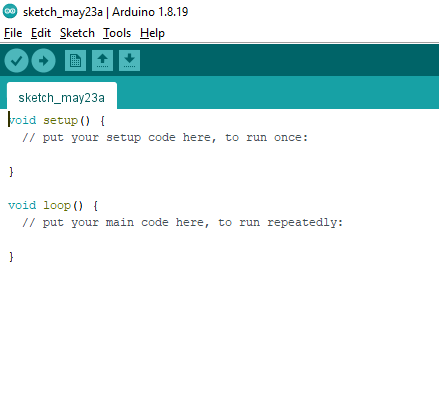 sketch_may23a | Arduino 1.8.19
File Edit Sketch Tools Help
sketch_may23a
void setup() {
  // put your setup code here, to run once:
}
void loop() {
  // put your main code here, to run repeatedly:
}